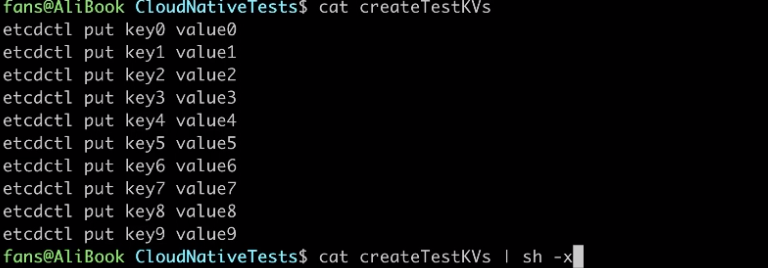 fans@AliBook CloudNativeTests$ cat createTestKVs
etcdctl put key0 value0
etcdctl put key1 value1
etcdctl put key2 value2
etcdctl put key3 value3
etcdctl put key4 value4
etcdctl put key5 value5
etcdctl put key6 value6
etcdctl put key7 value7
etcdctl put key8 value8
etcdctl put key9 value9
fans@AliBook CloudNativeTests$ cat createTestKVs | sh -x